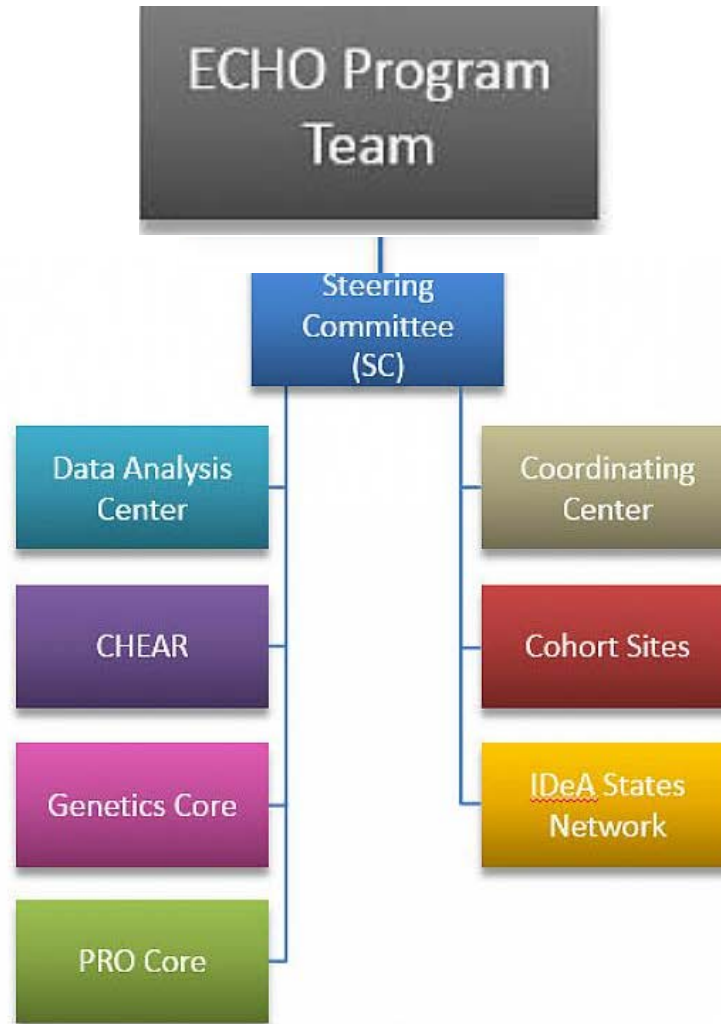 ECHO Program
Team
Steering
Committee
(SC)
Data Analysis
Center
Coordinating
Center
CHEAR
Cohort Sites
Genetics Core
IDeA States
Network
PRO Core